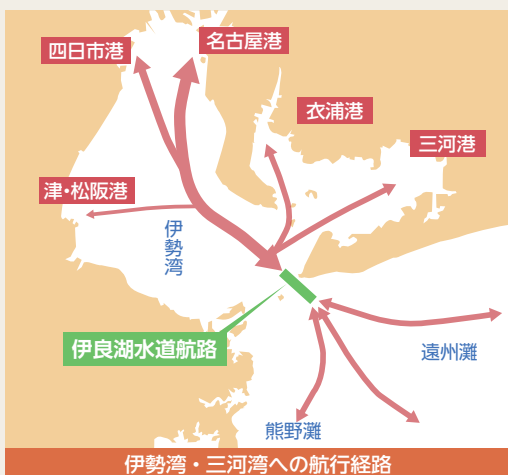 四日市港
名古屋港
衣浦港
三河港
津・松阪港
伊勢湾
伊良湖水道航路
遠州灘
熊野灘
伊勢湾・三河湾への航行経路